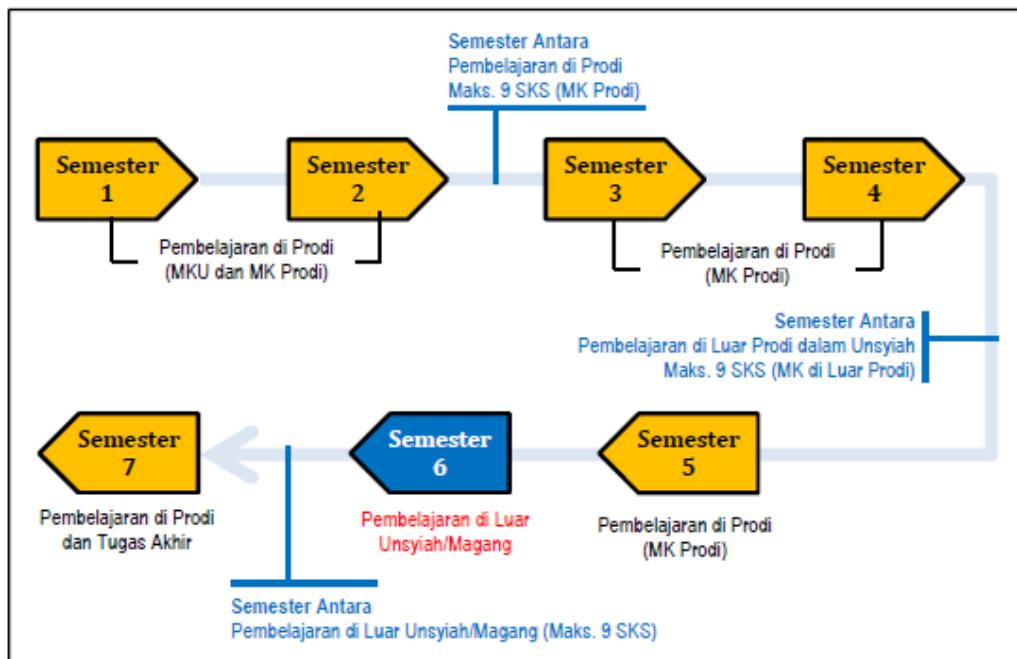 Semester Antara
Pembelajaran di Prodi
Maks. 9 SKS (MK Prodi)
Semester
1
Semester
2
Semester
3
Semester
4
Pembelajaran di Prodi
(MKU dan MK Prodi)
Pembelajaran di Prodi
(MK Prodi)
Semester Antara
Pembelajaran di Luar Prodi dalam Unsyiah
Maks. 9 SKS (MK di Luar Prodi)
Semester
5
Pembelajaran di Prodi
(MK Prodi)
Semester
6
Pembelajaran di Luar
Unsyiah/Magang
Semester
7
Pembelajaran di Prodi
dan Tugas Akhir
Semester Antara
Pembelajaran di Luar Unsyiah/Magang (Maks. 9 SKS)